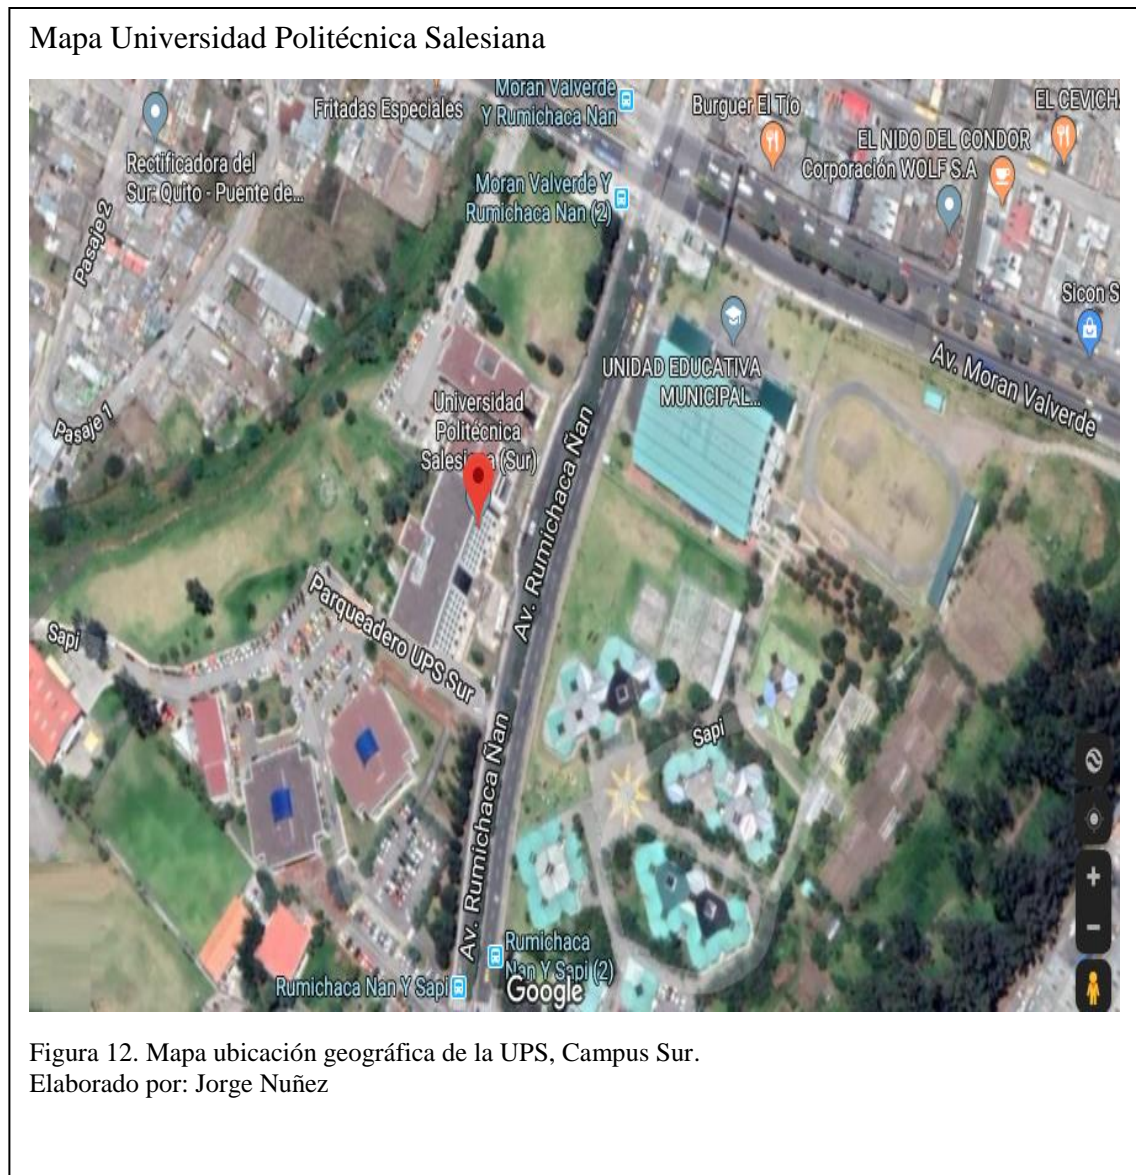 Mapa Universidad Politécnica Salesiana
Moran Valverde
Y Rumichaca Nan
Fritadas Especiales
Burguer El Tío
EL CEVICH
EL NIDO DEL CONDOR
Corporación WOLF S.A
Rectificadora del
Sur: Quito - Puente de...
Moran Valverde Y
Rumichaca Nan (2)
Pasaje 2
Sicon S
UNIDAD EDUCATIVA
MUNICIPAL...
Av. Moran Valverde
Pasaje 1
Universidad
Politécnica
Salesiana (Sur)
Av. Rumichaca Ñan
Parqueadero UPS Sur
Sapi
Sapi
Av. Rumichaca Ñan
Rumichaca
Nan Y Sapi (2)
Rumichaca Nan Y Sapi
Google
Figura 12. Mapa ubicación geográfica de la UPS, Campus Sur.
Elaborado por: Jorge Nuñez